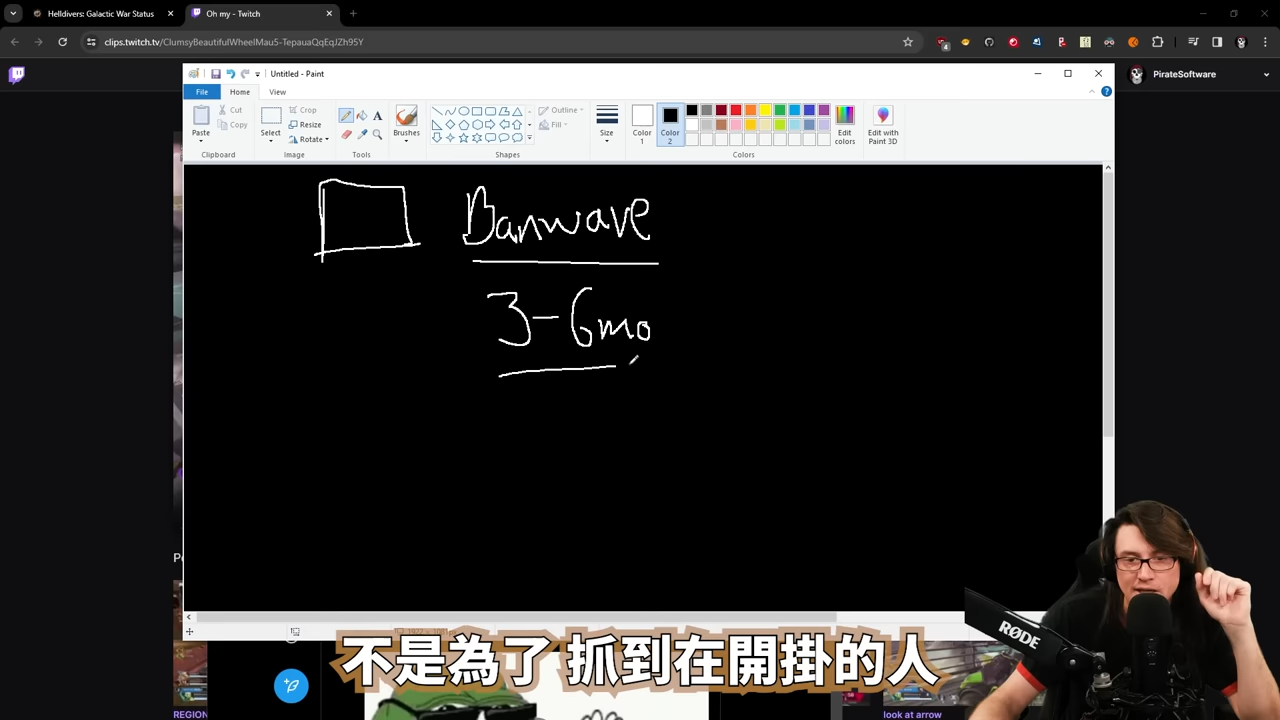 Helldivers: Galactic War Status
Oh my - Twitch
clips.twitch.tv/ClumsyBeautifulWheelMau5-TepauaQqEqJZh95Y
4
Untitled - Paint
PirateSoftware
File
Home
View
Paste
Cut
Copy
Clipboard
Select
Crop
Resize
Rotate
Image
A
Tools
Brushes
Shapes
Outline
Fill
Size
Color 1
Color 2
Edit colors
Colors
Edit with Paint 3D
Banwave
3-6mo
RØDE
不是為了 抓到在開掛的人
REGION
look at arrow